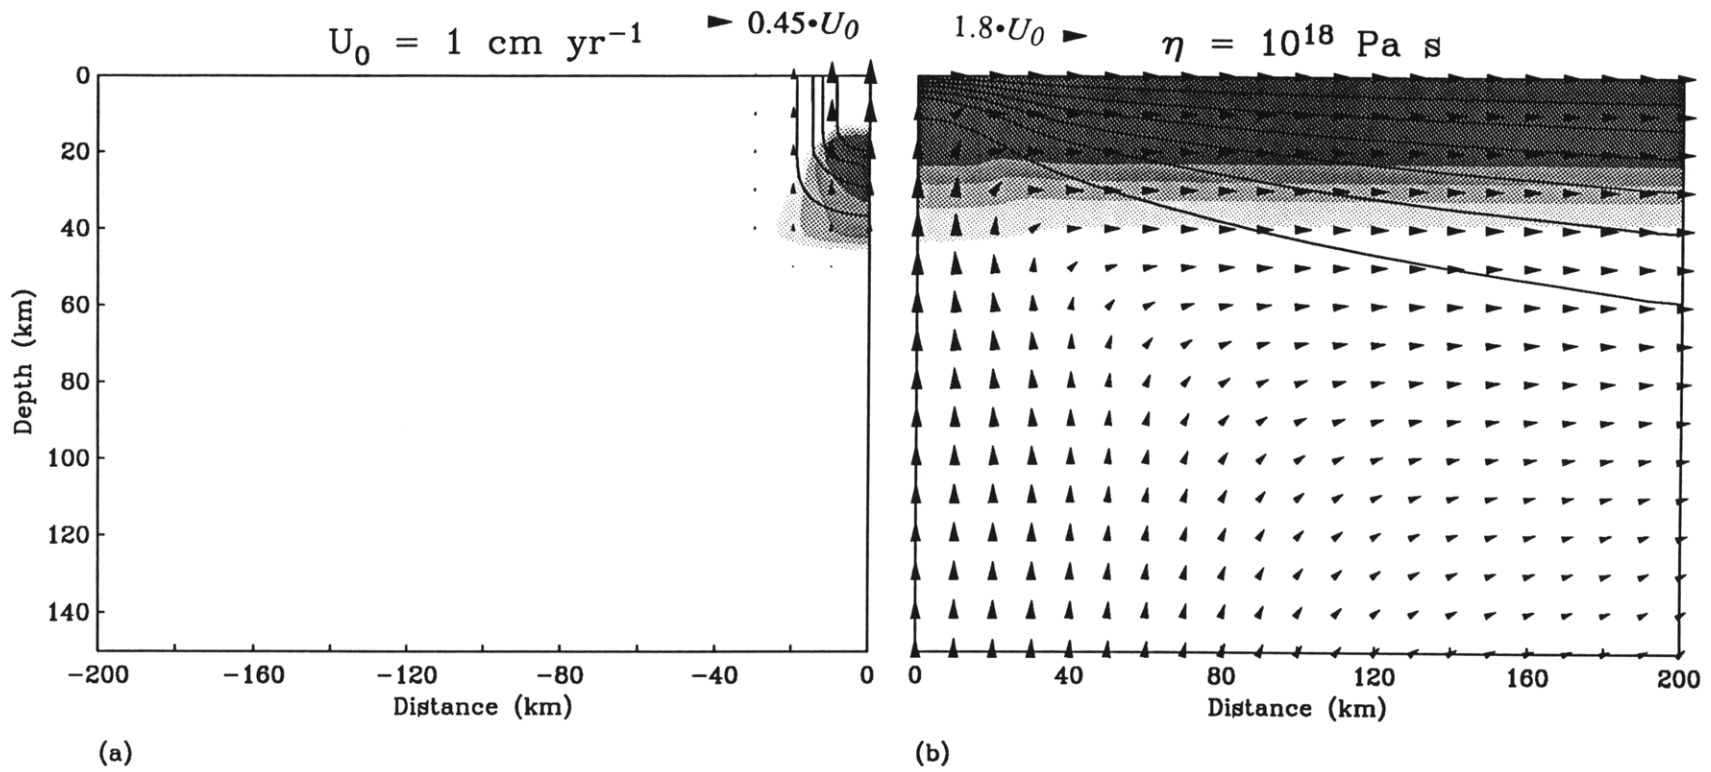 U₀ = 1 cm yr⁻¹
0.45•U₀
1.8•U₀
η = 10¹⁸ Pa s
0
20
40
60
80
100
120
140
Depth (km)
-200 -160 -120 -80 -40 0
Distance (km)
0 40 80 120 160 200
Distance (km)
(a)
(b)